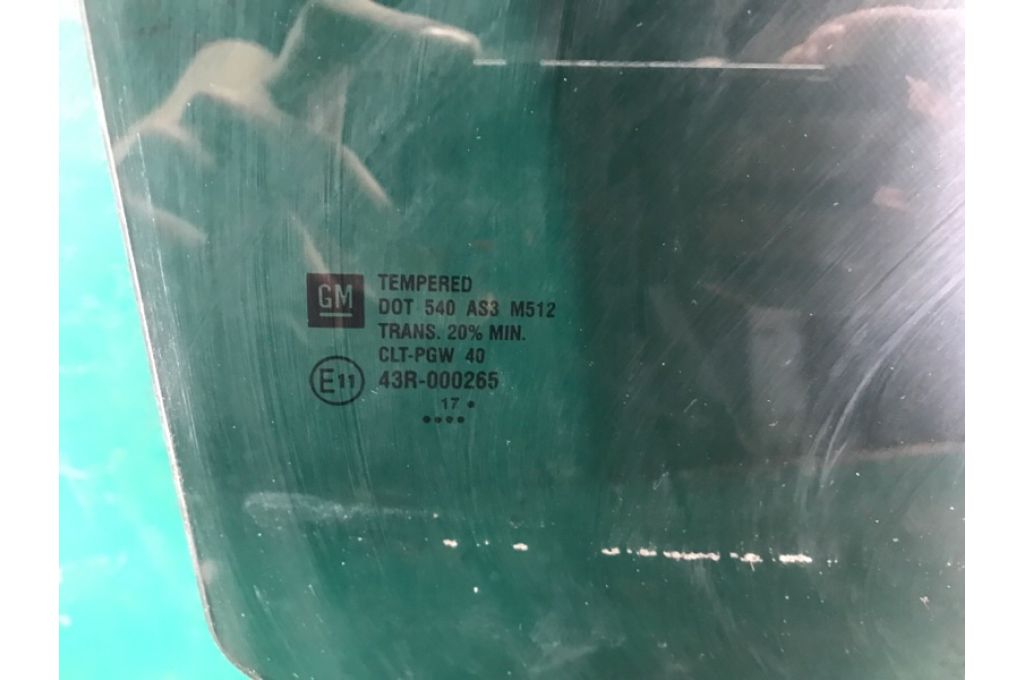 GM
TEMPERED
DOT 540 AS3 M512
TRANS. 20% MIN.
CLT-PGW 40
E11 43R-000265
17 •
••••